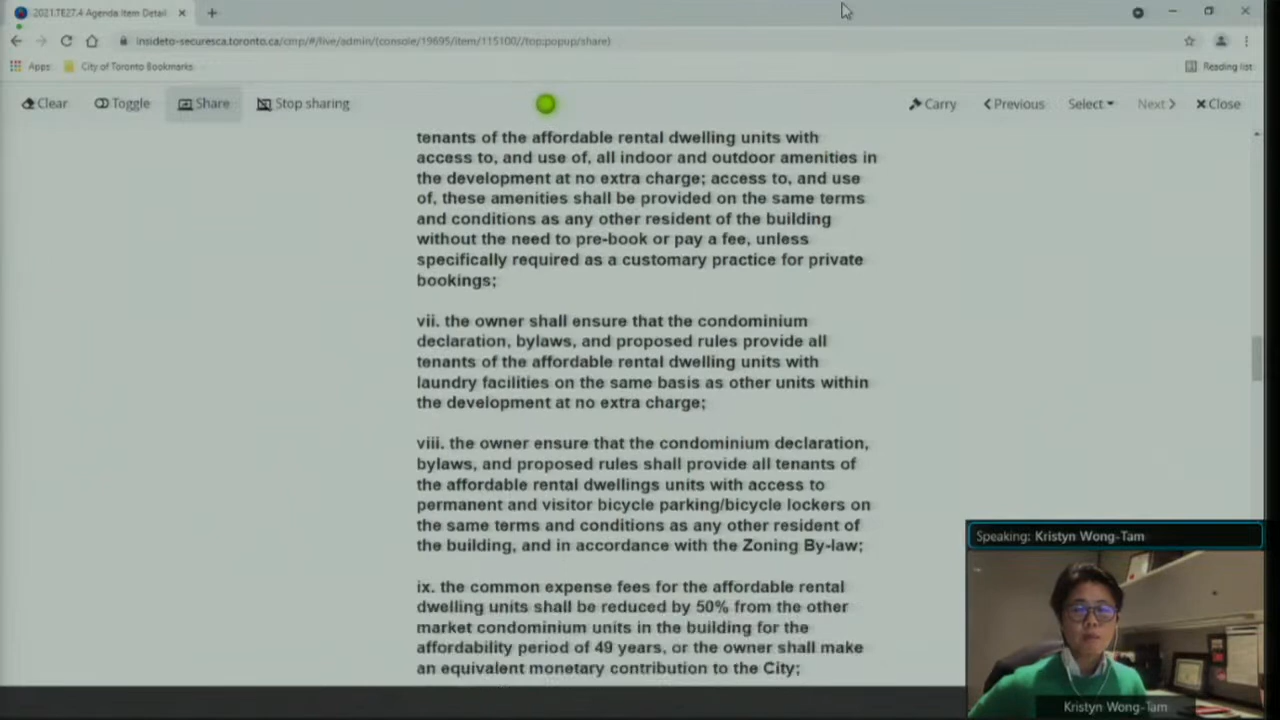 2021.TE27.4 Agenda Item Detail
insideto-securesca.toronto.ca/cmp/#/live/admin/(console/19695/item/115100//top:popup/share)
Apps
City of Toronto Bookmarks
Reading list
Clear
Toggle
Share
Stop sharing
Carry
Previous
Select
Next
Close
tenants of the affordable rental dwelling units with
access to, and use of, all indoor and outdoor amenities in
the development at no extra charge; access to, and use
of, these amenities shall be provided on the same terms
and conditions as any other resident of the building
without the need to pre-book or pay a fee, unless
specifically required as a customary practice for private
bookings;
vii. the owner shall ensure that the condominium
declaration, bylaws, and proposed rules provide all
tenants of the affordable rental dwelling units with
laundry facilities on the same basis as other units within
the development at no extra charge;
viii. the owner ensure that the condominium declaration,
bylaws, and proposed rules shall provide all tenants of
the affordable rental dwellings units with access to
permanent and visitor bicycle parking/bicycle lockers on
the same terms and conditions as any other resident of
the building, and in accordance with the Zoning By-law;
ix. the common expense fees for the affordable rental
dwelling units shall be reduced by 50% from the other
market condominium units in the building for the
affordability period of 49 years, or the owner shall make
an equivalent monetary contribution to the City;
Speaking: Kristyn Wong-Tam
Kristyn Wong-Tam